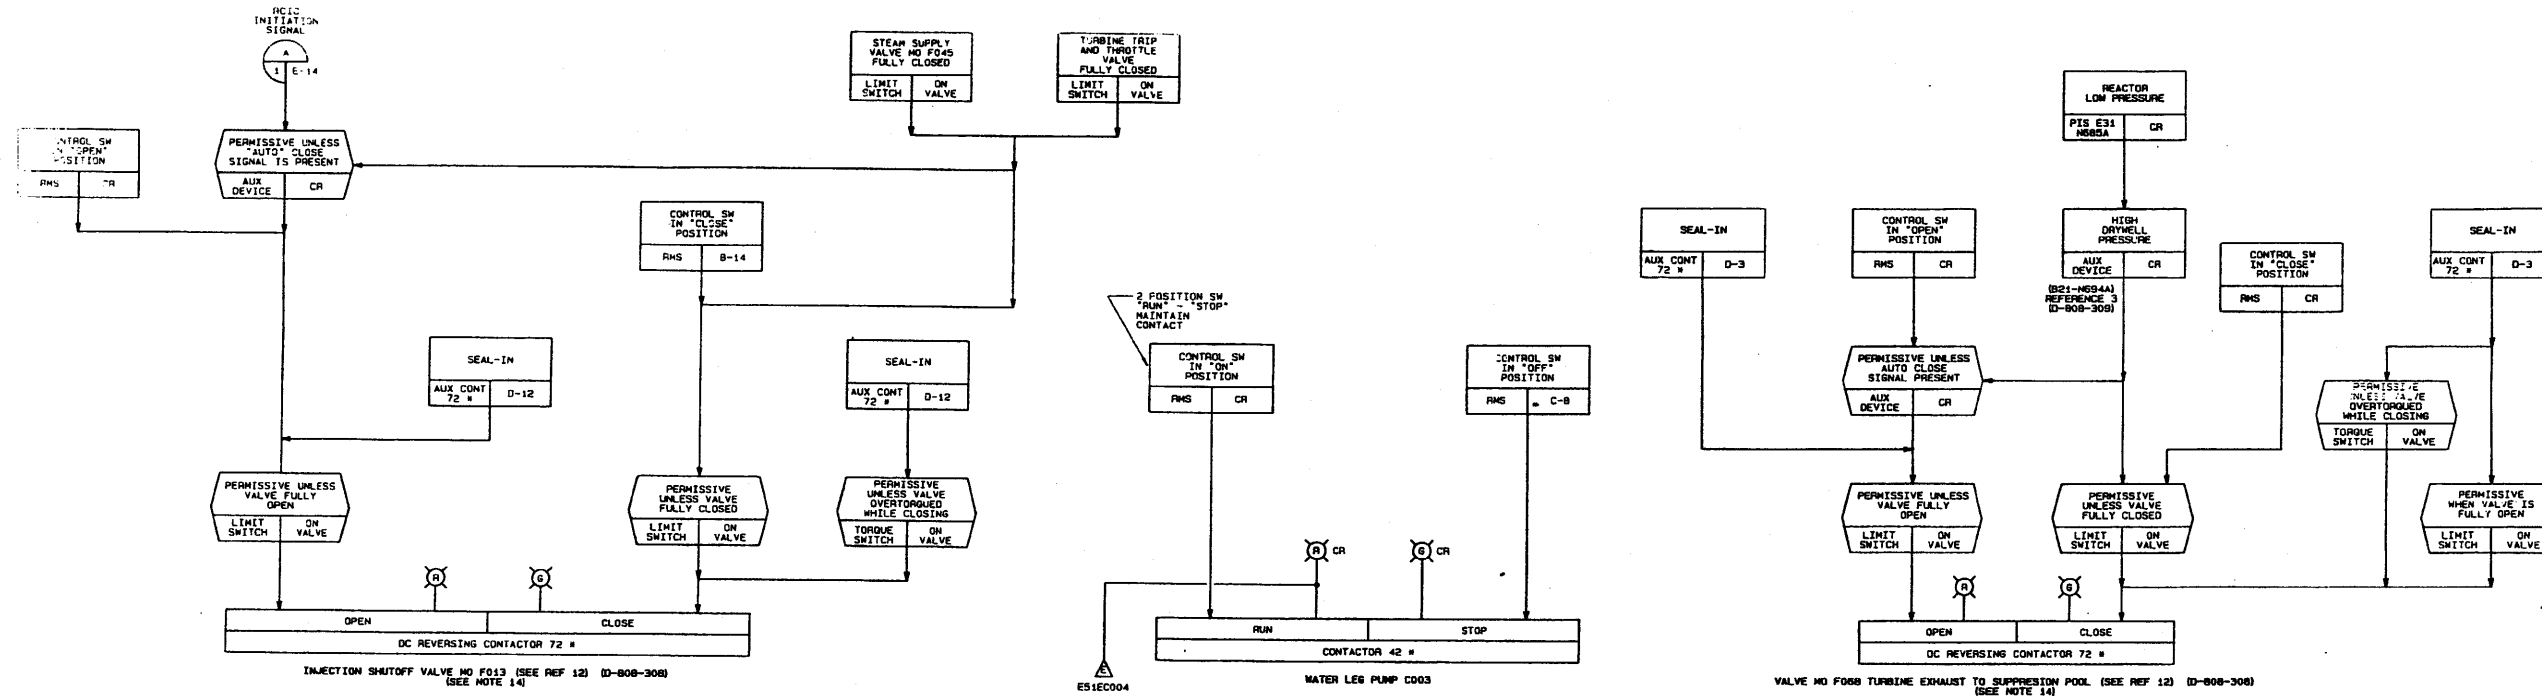 RCIC
INITIATION
SIGNAL
A
1 E-14
STEAM SUPPLY
VALVE MO F045
FULLY CLOSED
LIMIT SWITCH
ON VALVE
TURBINE TRIP
AND THROTTLE
VALVE
FULLY CLOSED
LIMIT SWITCH
ON VALVE
CONTROL SW
IN "OPEN"
POSITION
RMS
CR
PERMISSIVE UNLESS
"AUTO" CLOSE
SIGNAL IS PRESENT
AUX DEVICE
CR
CONTROL SW
IN "CLOSE"
POSITION
RMS
B-14
SEAL-IN
AUX CONT
72 *
D-12
SEAL-IN
AUX CONT
72 *
D-12
PERMISSIVE UNLESS
VALVE FULLY
OPEN
LIMIT SWITCH
ON VALVE
PERMISSIVE
UNLESS VALVE
FULLY CLOSED
LIMIT SWITCH
ON VALVE
PERMISSIVE
UNLESS VALVE
OVERTORQUED
WHILE CLOSING
TORQUE SWITCH
ON VALVE
R
G
OPEN
CLOSE
DC REVERSING CONTACTOR 72 *
INJECTION SHUTOFF VALVE MO F013 (SEE REF 12) (D-808-308)
(SEE NOTE 14)
2 POSITION SW
"RUN" - "STOP"
MAINTAIN
CONTACT
CONTROL SW
IN "ON"
POSITION
RMS
CR
CONTROL SW
IN "OFF"
POSITION
RMS
C-8
R CR
G CR
RUN
STOP
CONTACTOR 42 *
E
E51EC004
WATER LEG PUMP C003
REACTOR
LOW PRESSURE
PIS E31
N685A
CR
SEAL-IN
AUX CONT
72 *
D-3
CONTROL SW
IN "OPEN"
POSITION
RMS
CR
HIGH
DRYWELL
PRESSURE
AUX DEVICE
CR
(B21-N694A)
REFERENCE 3
(D-808-309)
CONTROL SW
IN "CLOSE"
POSITION
RMS
CR
SEAL-IN
AUX CONT
72 *
D-3
PERMISSIVE UNLESS
AUTO CLOSE
SIGNAL PRESENT
AUX DEVICE
CR
PERMISSIVE
UNLESS VALVE
OVERTORQUED
WHILE CLOSING
TORQUE SWITCH
ON VALVE
PERMISSIVE UNLESS
VALVE FULLY
OPEN
LIMIT SWITCH
ON VALVE
PERMISSIVE
UNLESS VALVE
FULLY CLOSED
LIMIT SWITCH
ON VALVE
PERMISSIVE
WHEN VALVE IS
FULLY OPEN
LIMIT SWITCH
ON VALVE
R
G
OPEN
CLOSE
DC REVERSING CONTACTOR 72 *
VALVE MO F068 TURBINE EXHAUST TO SUPPRESION POOL (SEE REF 12) (D-808-308)
(SEE NOTE 14)